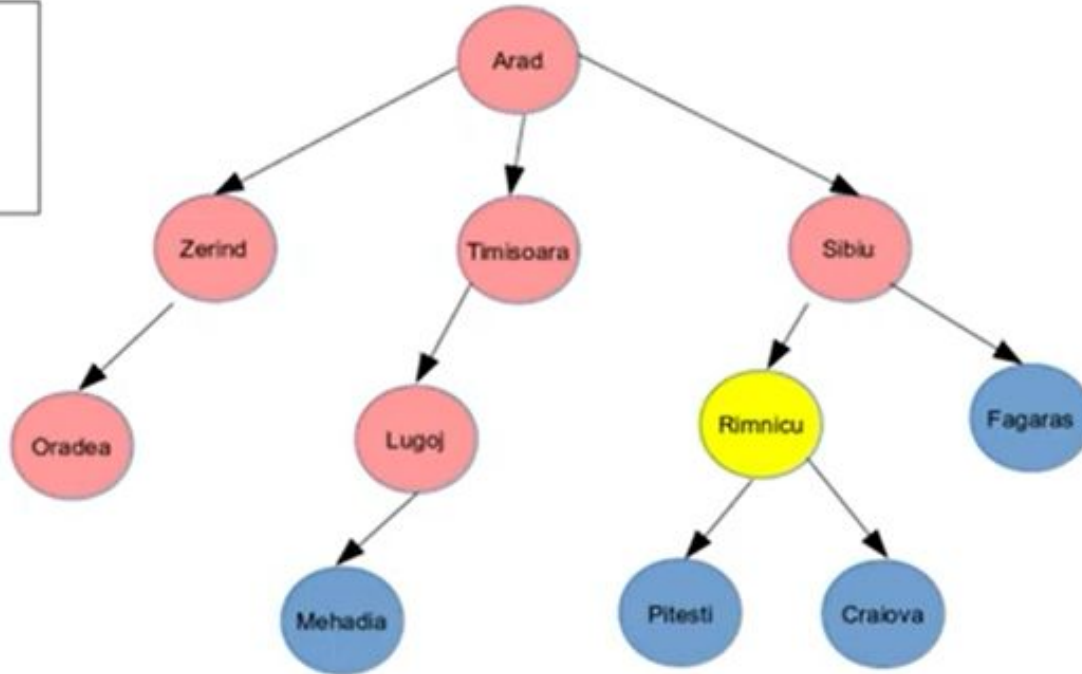 Arad
Zerind
Timisoara
Sibiu
Oradea
Lugoj
Rimnicu
Fagaras
Mehadia
Pitesti
Craiova